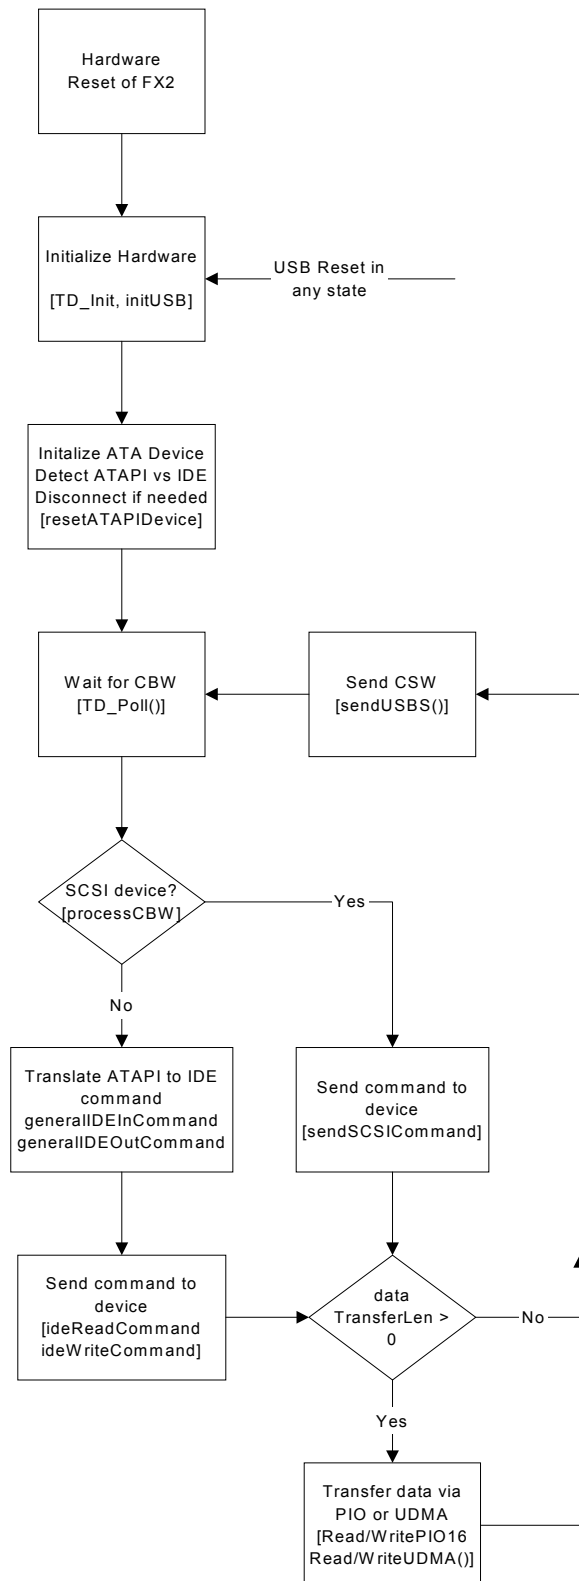 Hardware
Reset of FX2
Initialize Hardware
[TD_Init, initUSB]
USB Reset in
any state
Initalize ATA Device
Detect ATAPI vs IDE
Disconnect if needed
[resetATAPIDevice]
Wait for CBW
[TD_Poll()]
Send CSW
[sendUSBS()]
SCSI device?
[processCBW]
Yes
No
Translate ATAPI to IDE
command
generalIDEInCommand
generalIDEOutCommand
Send command to
device
[sendSCSICommand]
Send command to
device
[ideReadCommand
ideWriteCommand]
data
TransferLen >
0
No
Yes
Transfer data via
PIO or UDMA
[Read/WritePIO16
Read/WriteUDMA()]